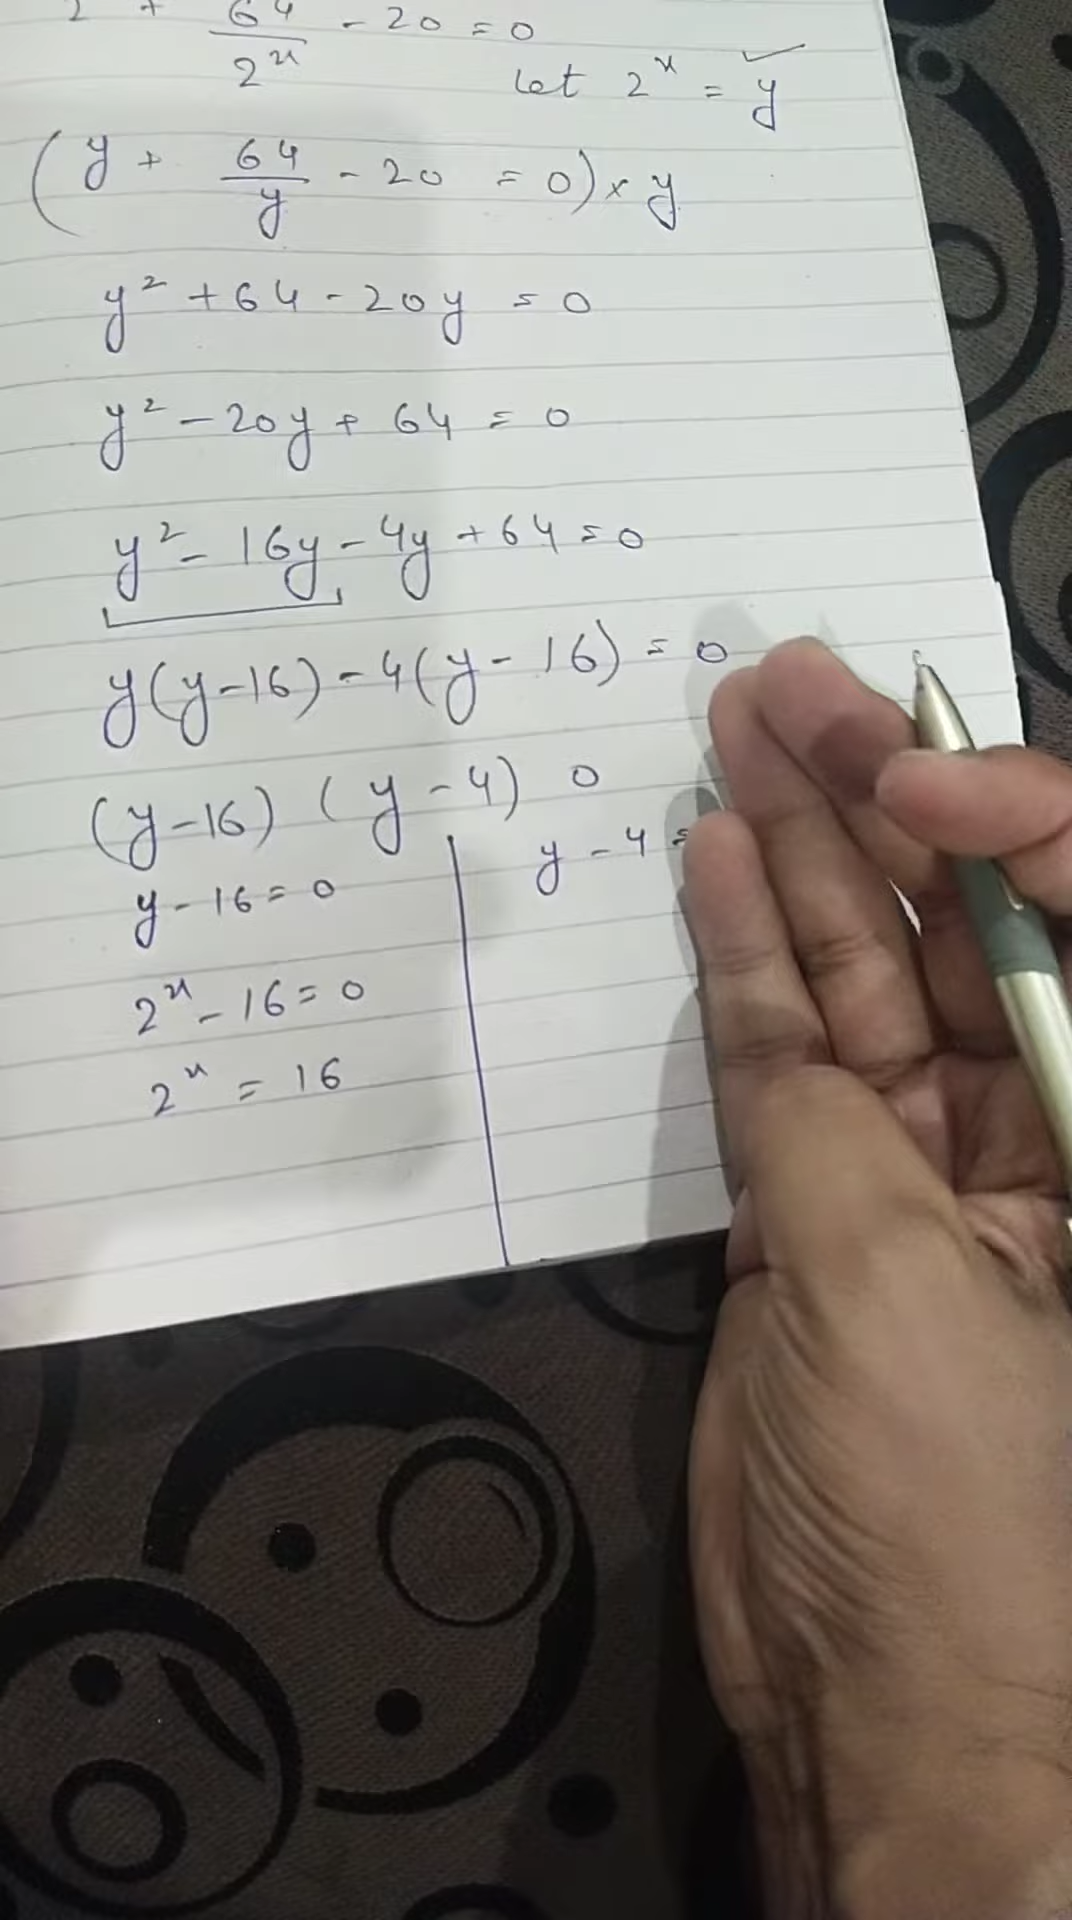 2 + 64/2^x - 20 = 0
let 2^x = y
(y + 64/y - 20 = 0) × y
y² + 64 - 20y = 0
y² - 20y + 64 = 0
y² - 16y - 4y + 64 = 0
y(y-16) - 4(y-16) = 0
(y-16) (y-4) 0
y - 16 = 0
y - 4 =
2^x - 16 = 0
2^x = 16